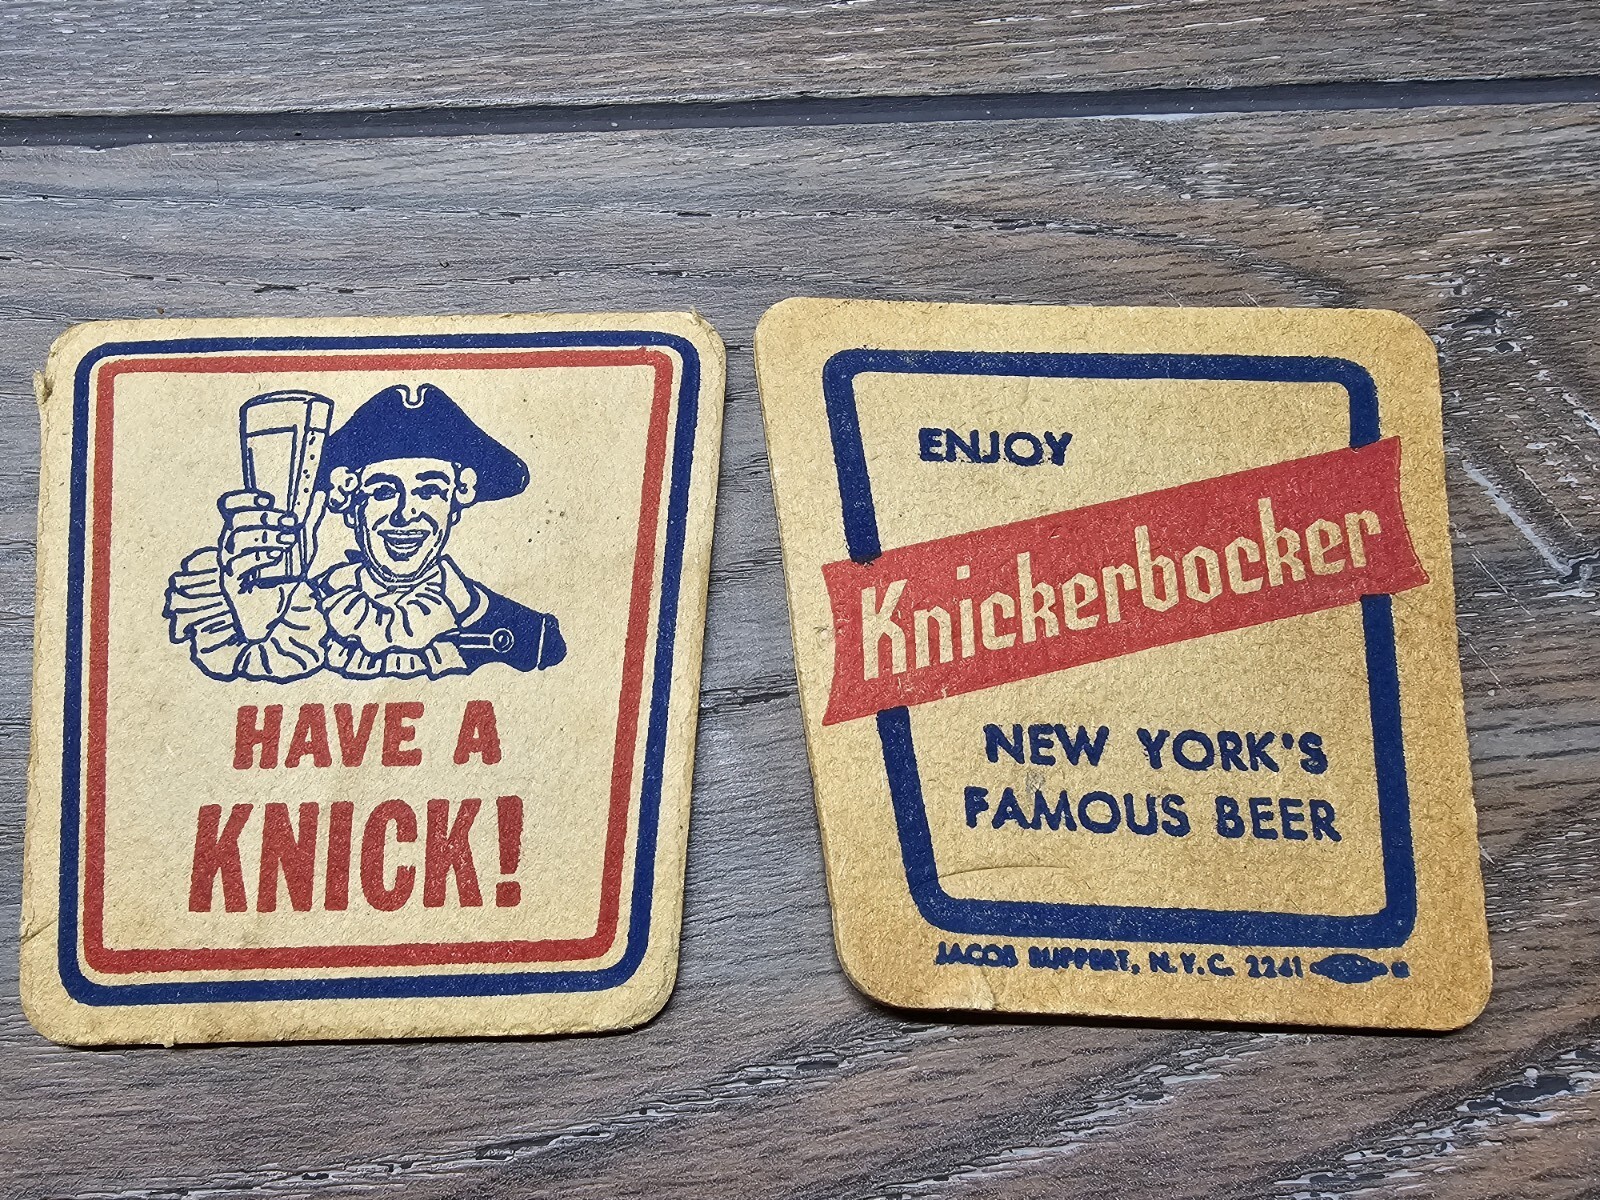 HAVE A
KNICK!
ENJOY
Knickerbocker
NEW YORK'S
FAMOUS BEER
JACOB RUPPERT, N.Y.C. 2241